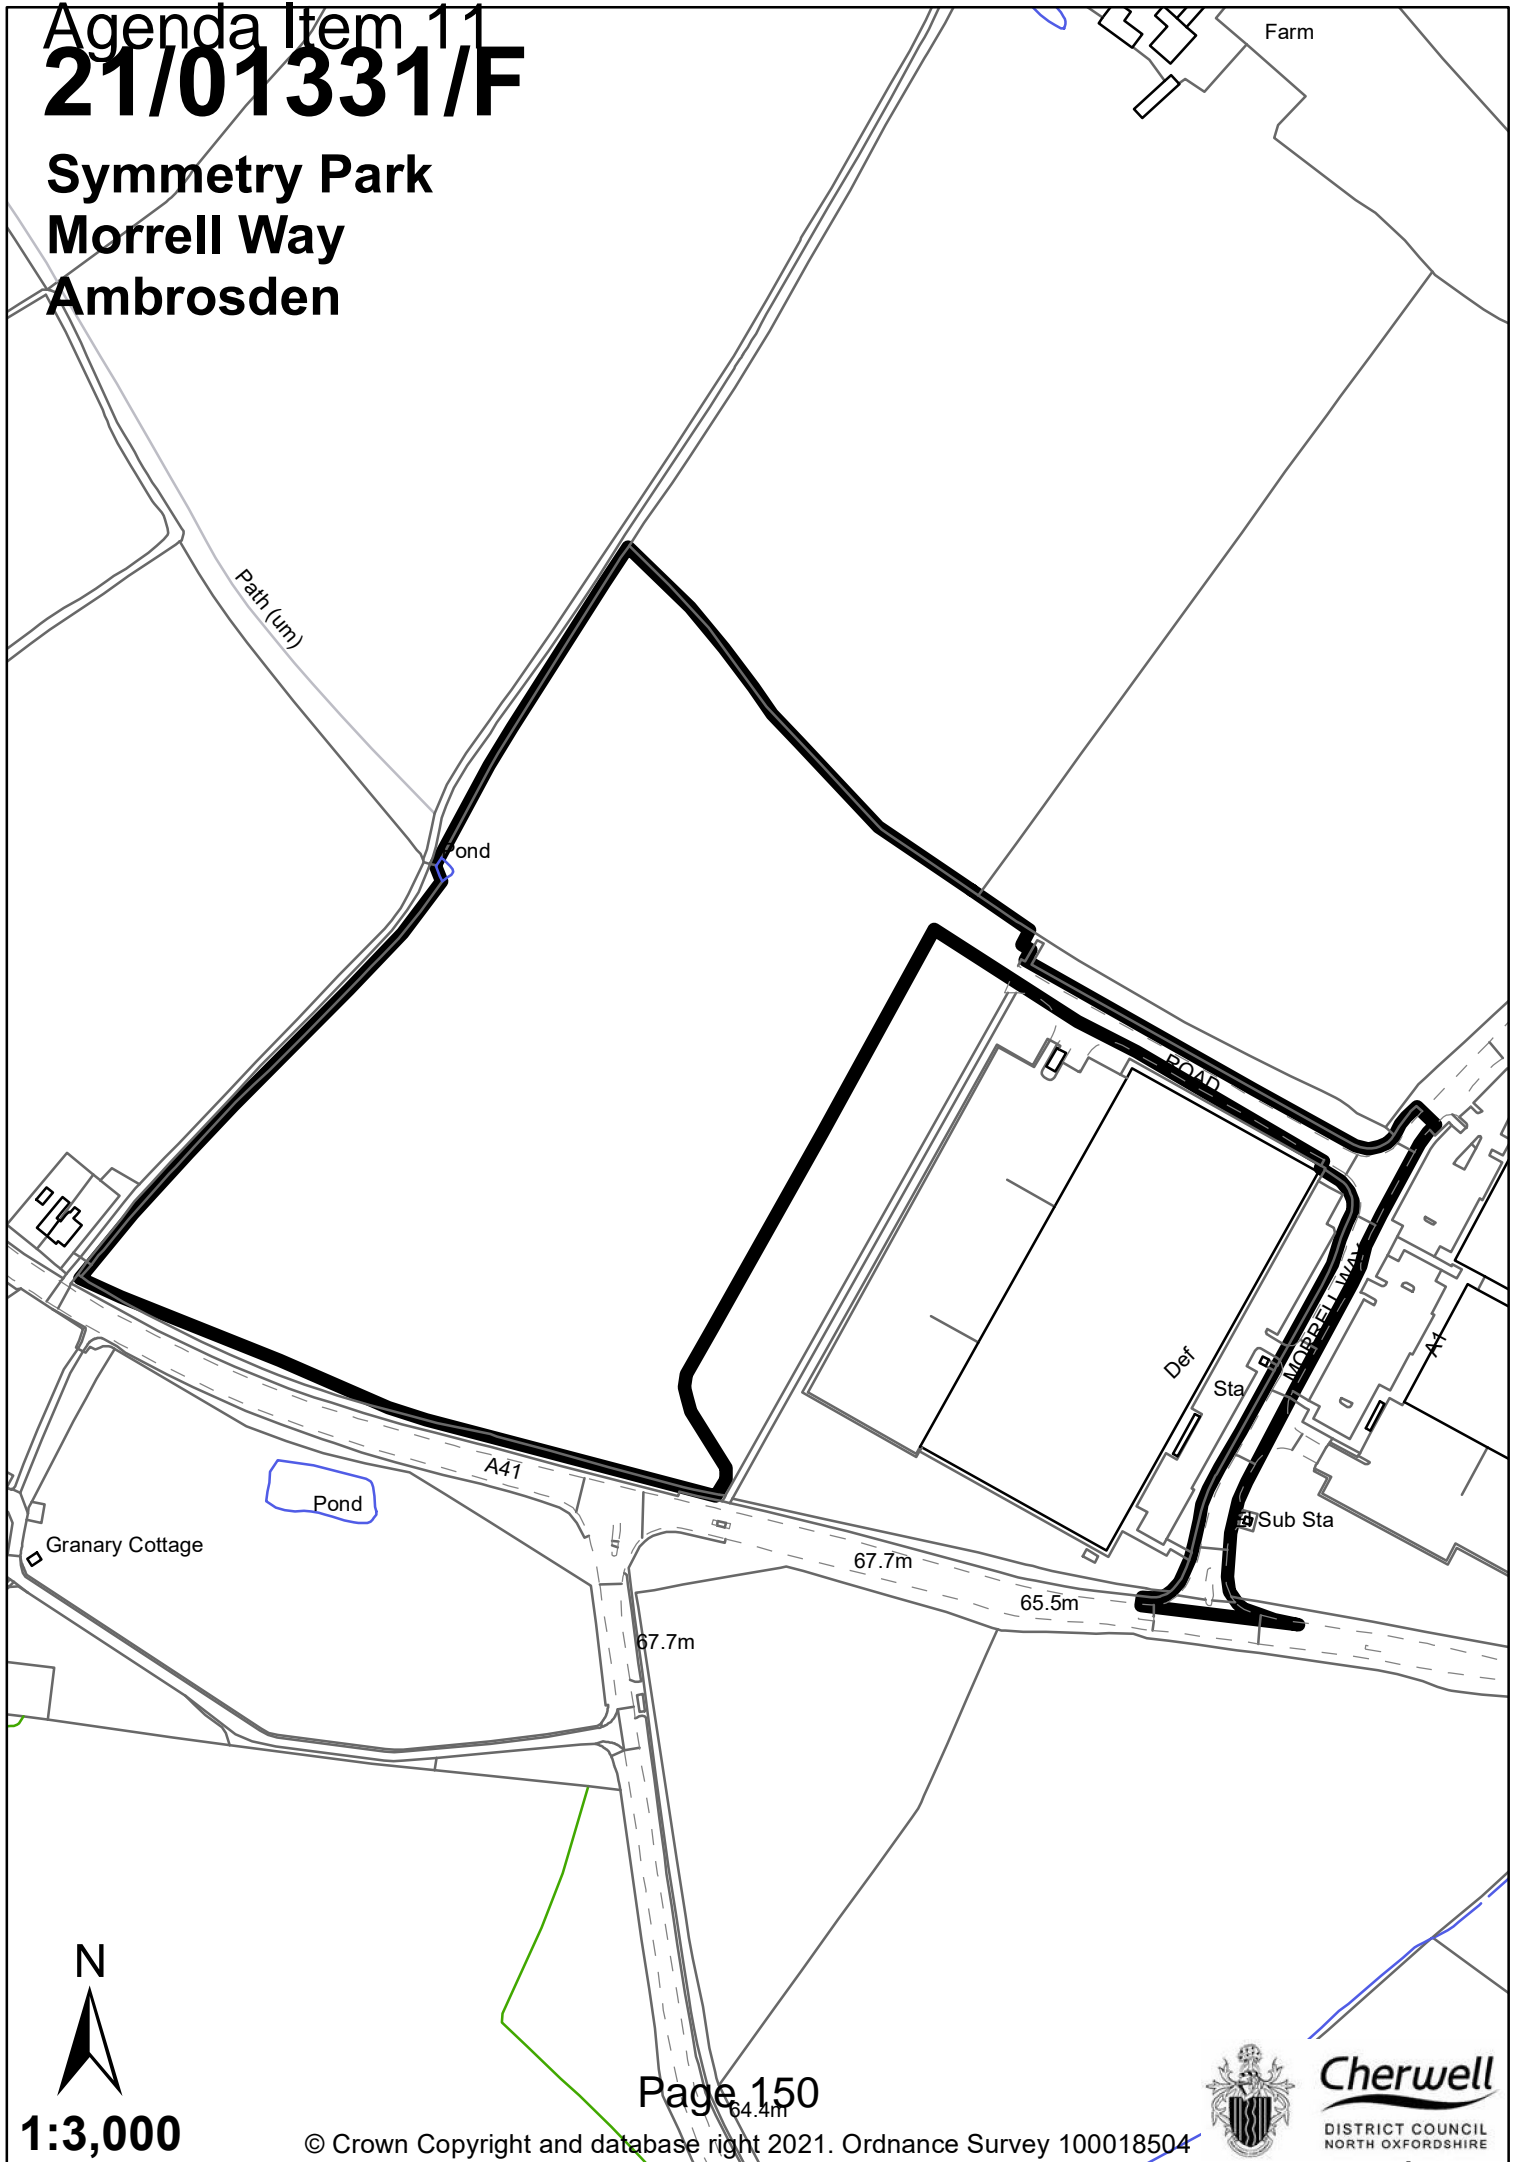 Agenda Item 11
21/01331/F
Symmetry Park
Morrell Way
Ambrosden
Farm
Path (um)
Pond
ROAD
MORRELL WAY
A1
Def
Sta
A41
Pond
Sub Sta
Granary Cottage
67.7m
65.5m
67.7m
N
1:3,000
Page 150
64.4m
© Crown Copyright and database right 2021. Ordnance Survey 100018504
Cherwell
DISTRICT COUNCIL
NORTH OXFORDSHIRE